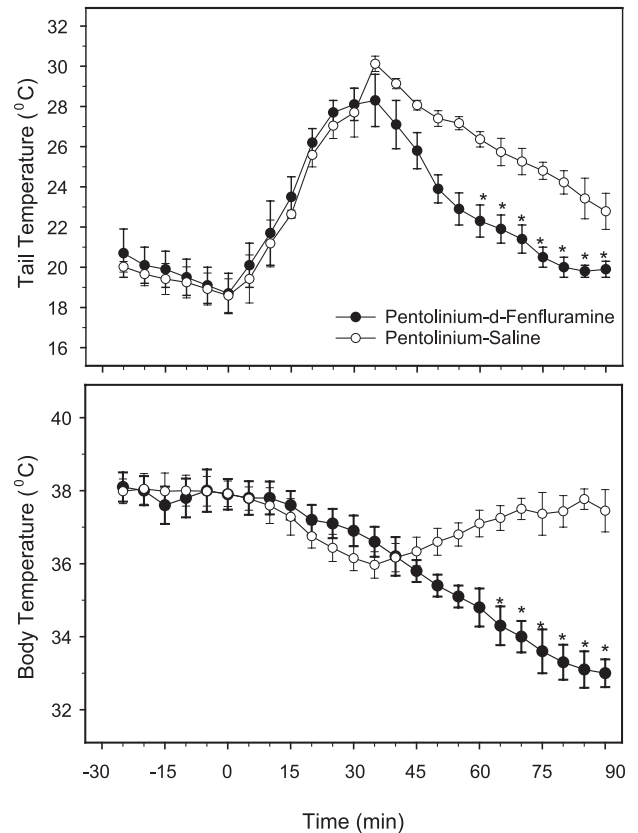 32
30
28
26
24
22
20
18
16
Tail Temperature (⁰C)
* * * * * * *
Pentolinium-d-Fenfluramine
Pentolinium-Saline
40
38
36
34
32
Body Temperature (⁰C)
* * * * * *
-30 -15 0 15 30 45 60 75 90
Time (min)